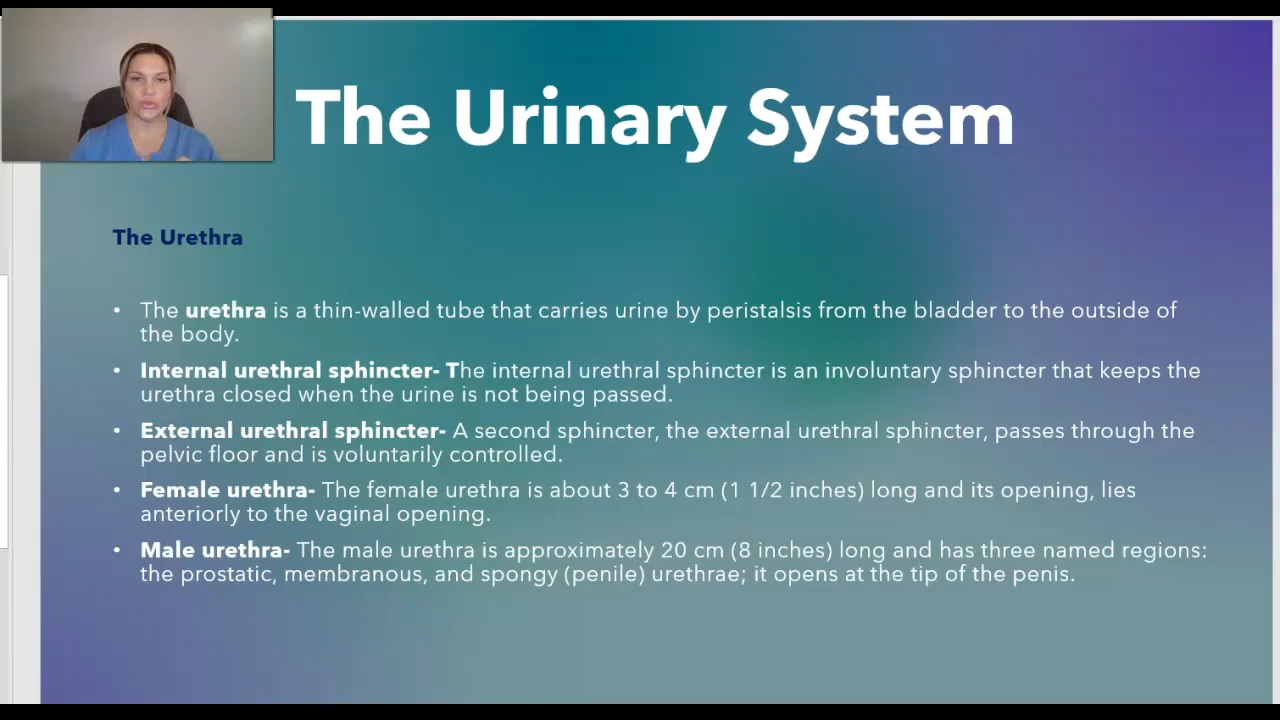 The Urinary System
The Urethra
• The urethra is a thin-walled tube that carries urine by peristalsis from the bladder to the outside of
the body.
• Internal urethral sphincter- The internal urethral sphincter is an involuntary sphincter that keeps the
urethra closed when the urine is not being passed.
• External urethral sphincter- A second sphincter, the external urethral sphincter, passes through the
pelvic floor and is voluntarily controlled.
• Female urethra- The female urethra is about 3 to 4 cm (1 1/2 inches) long and its opening, lies
anteriorly to the vaginal opening.
• Male urethra- The male urethra is approximately 20 cm (8 inches) long and has three named regions:
the prostatic, membranous, and spongy (penile) urethrae; it opens at the tip of the penis.